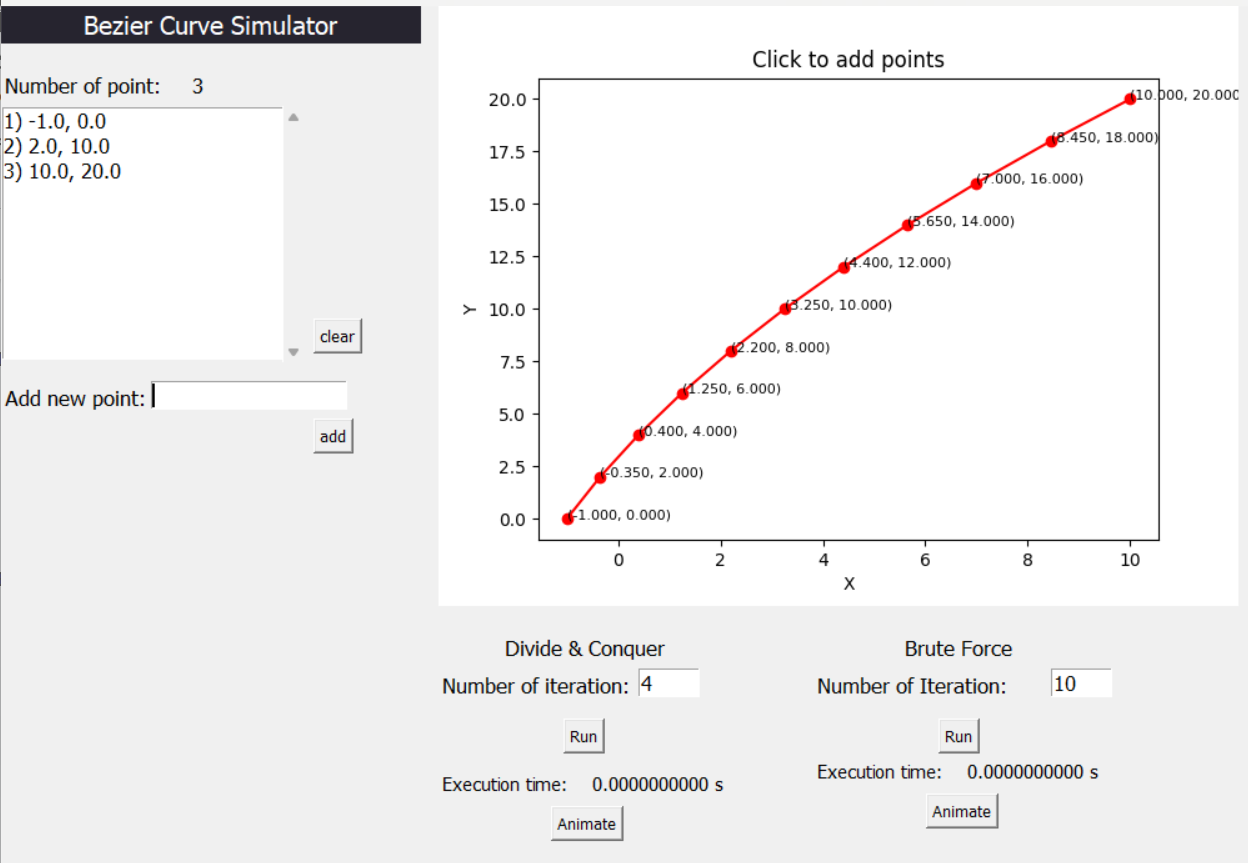 Bezier Curve Simulator
Number of point: 3
1) -1.0, 0.0
2) 2.0, 10.0
3) 10.0, 20.0
clear
Add new point:
add
Click to add points
20.0
17.5
15.0
12.5
10.0
7.5
5.0
2.5
0.0
Y
(10.000, 20.000
(8.450, 18.000)
(7.000, 16.000)
(5.650, 14.000)
(4.400, 12.000)
(3.250, 10.000)
(2.200, 8.000)
(1.250, 6.000)
(0.400, 4.000)
(-0.350, 2.000)
(-1.000, 0.000)
0 2 4 6 8 10
X
Divide & Conquer
Number of iteration: 4
Run
Execution time: 0.0000000000 s
Animate
Brute Force
Number of Iteration: 10
Run
Execution time: 0.0000000000 s
Animate